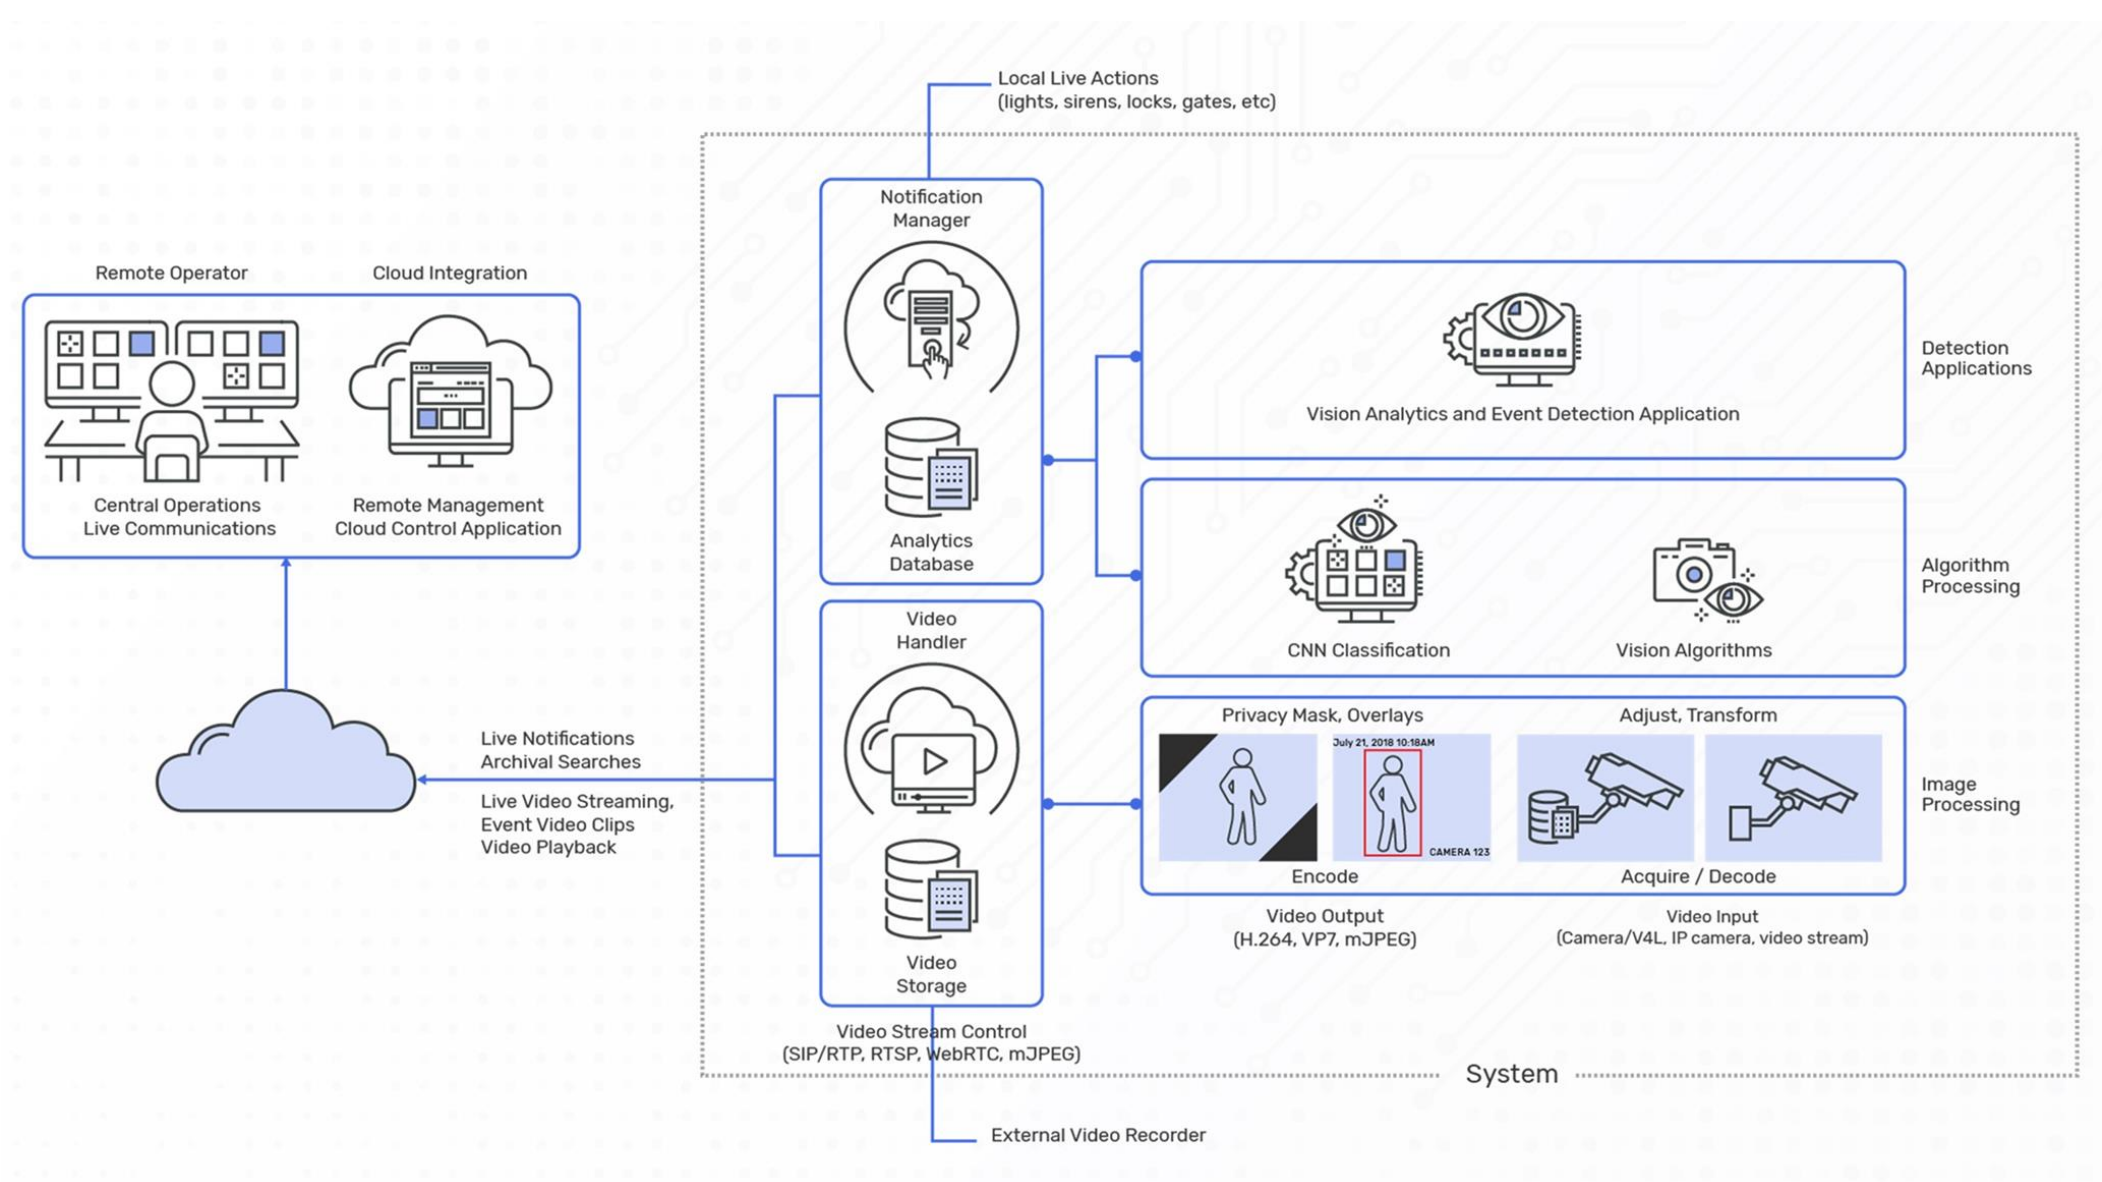 Local Live Actions
(lights, sirens, locks, gates, etc)
Remote Operator
Cloud Integration
Central Operations
Live Communications
Remote Management
Cloud Control Application
Notification
Manager
Analytics
Database
Vision Analytics and Event Detection Application
Detection
Applications
CNN Classification
Vision Algorithms
Algorithm
Processing
Live Notifications
Archival Searches
Live Video Streaming,
Event Video Clips
Video Playback
Video
Handler
Video
Storage
Privacy Mask, Overlays
Adjust, Transform
July 21, 2018 10:18AM
CAMERA 123
Encode
Acquire / Decode
Image
Processing
Video Output
(H.264, VP7, mJPEG)
Video Input
(Camera/V4L, IP camera, video stream)
Video Stream Control
(SIP/RTP, RTSP, WebRTC, mJPEG)
System
External Video Recorder